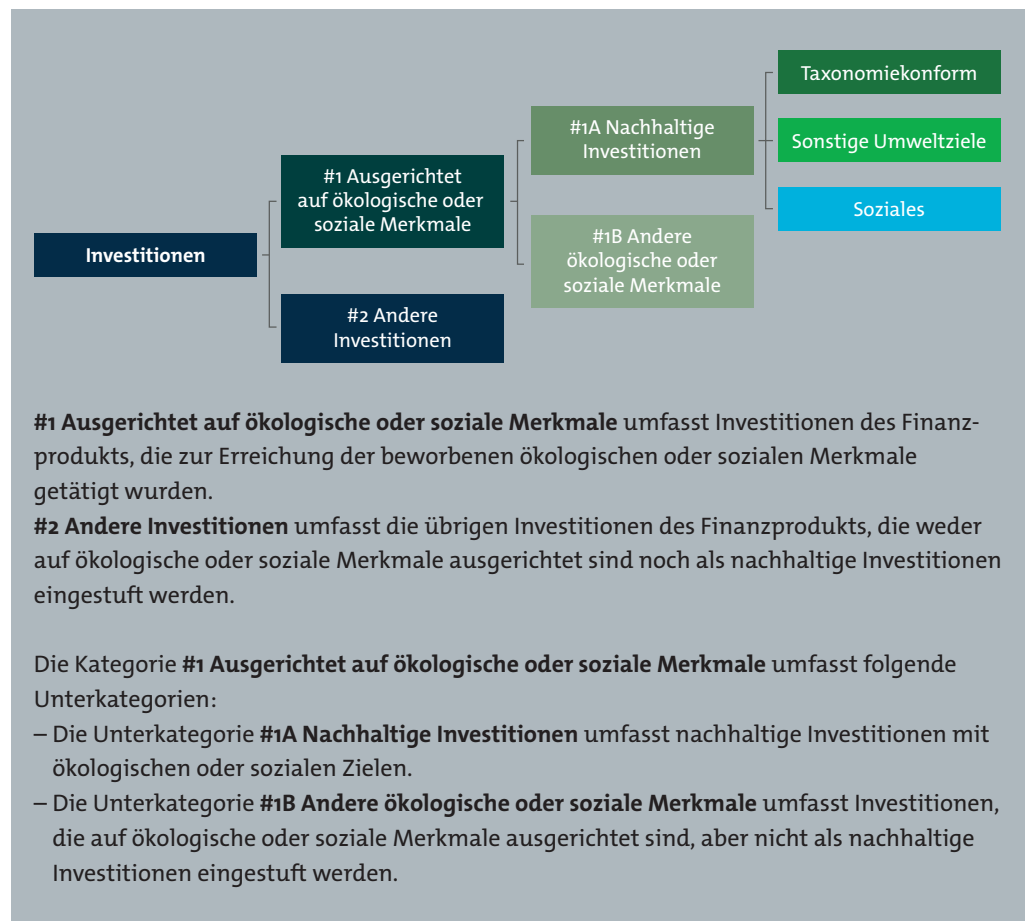 Taxonomiekonform
#1A Nachhaltige
Investitionen
Sonstige Umweltziele
#1 Ausgerichtet
auf ökologische oder
soziale Merkmale
Soziales
#1B Andere
ökologische oder
soziale Merkmale
Investitionen
#2 Andere
Investitionen
#1 Ausgerichtet auf ökologische oder soziale Merkmale umfasst Investitionen des Finanz-
produkts, die zur Erreichung der beworbenen ökologischen oder sozialen Merkmale
getätigt wurden.
#2 Andere Investitionen umfasst die übrigen Investitionen des Finanzprodukts, die weder
auf ökologische oder soziale Merkmale ausgerichtet sind noch als nachhaltige Investitionen
eingestuft werden.
Die Kategorie #1 Ausgerichtet auf ökologische oder soziale Merkmale umfasst folgende
Unterkategorien:
– Die Unterkategorie #1A Nachhaltige Investitionen umfasst nachhaltige Investitionen mit
ökologischen oder sozialen Zielen.
– Die Unterkategorie #1B Andere ökologische oder soziale Merkmale umfasst Investitionen,
die auf ökologische oder soziale Merkmale ausgerichtet sind, aber nicht als nachhaltige
Investitionen eingestuft werden.